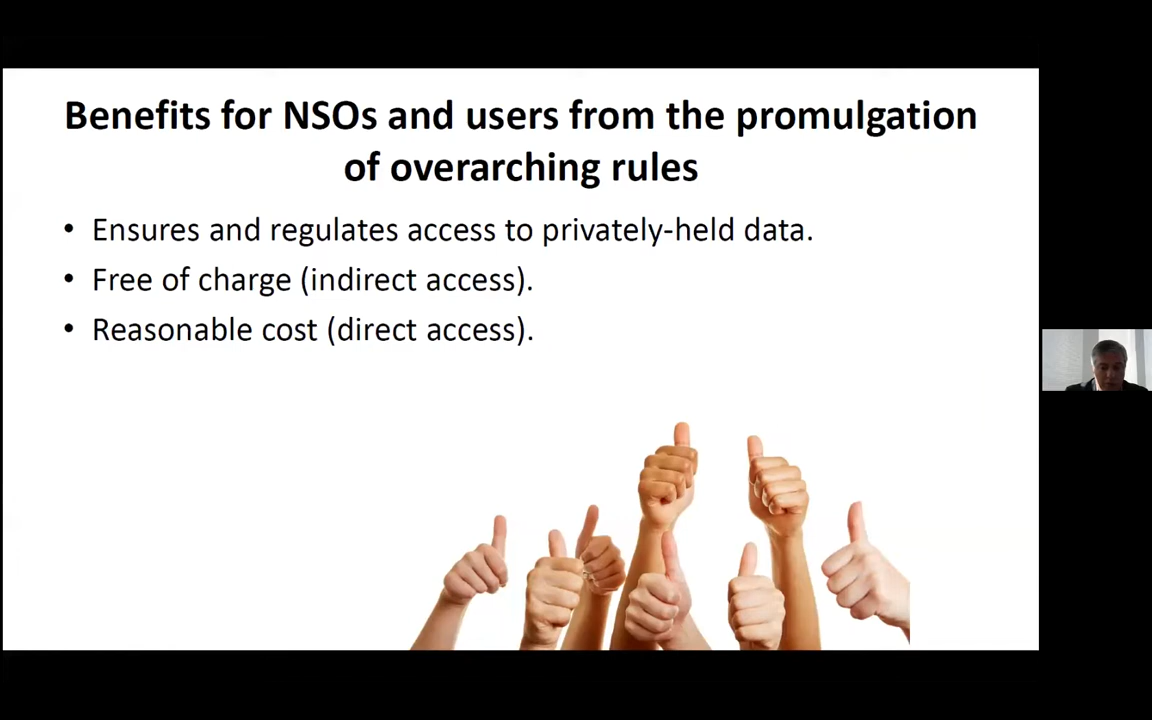 Benefits for NSOs and users from the promulgation
of overarching rules
• Ensures and regulates access to privately-held data.
• Free of charge (indirect access).
• Reasonable cost (direct access).